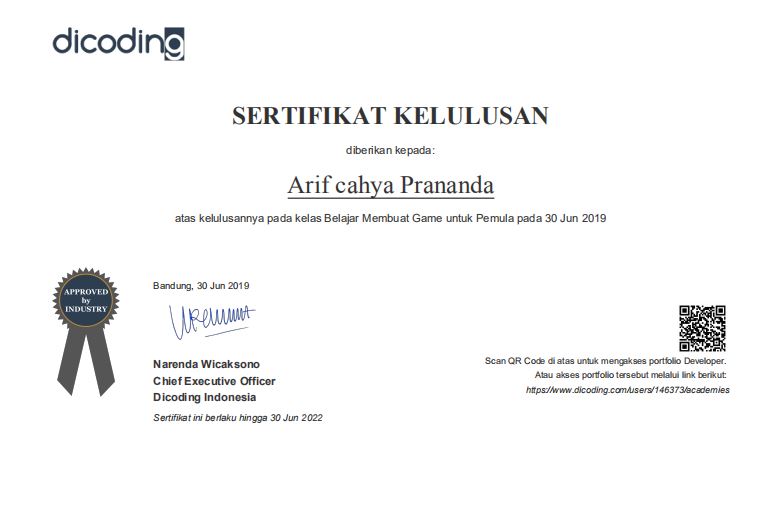 dicoding
SERTIFIKAT KELULUSAN
diberikan kepada:
Arif cahya Prananda
atas kelulusannya pada kelas Belajar Membuat Game untuk Pemula pada 30 Jun 2019
APPROVED
by
INDUSTRY
Bandung, 30 Jun 2019
Narenda Wicaksono
Chief Executive Officer
Dicoding Indonesia
Sertifikat ini berlaku hingga 30 Jun 2022
Scan QR Code di atas untuk mengakses portfolio Developer.
Atau akses portfolio tersebut melalui link berikut:
https://www.dicoding.com/users/146373/academies